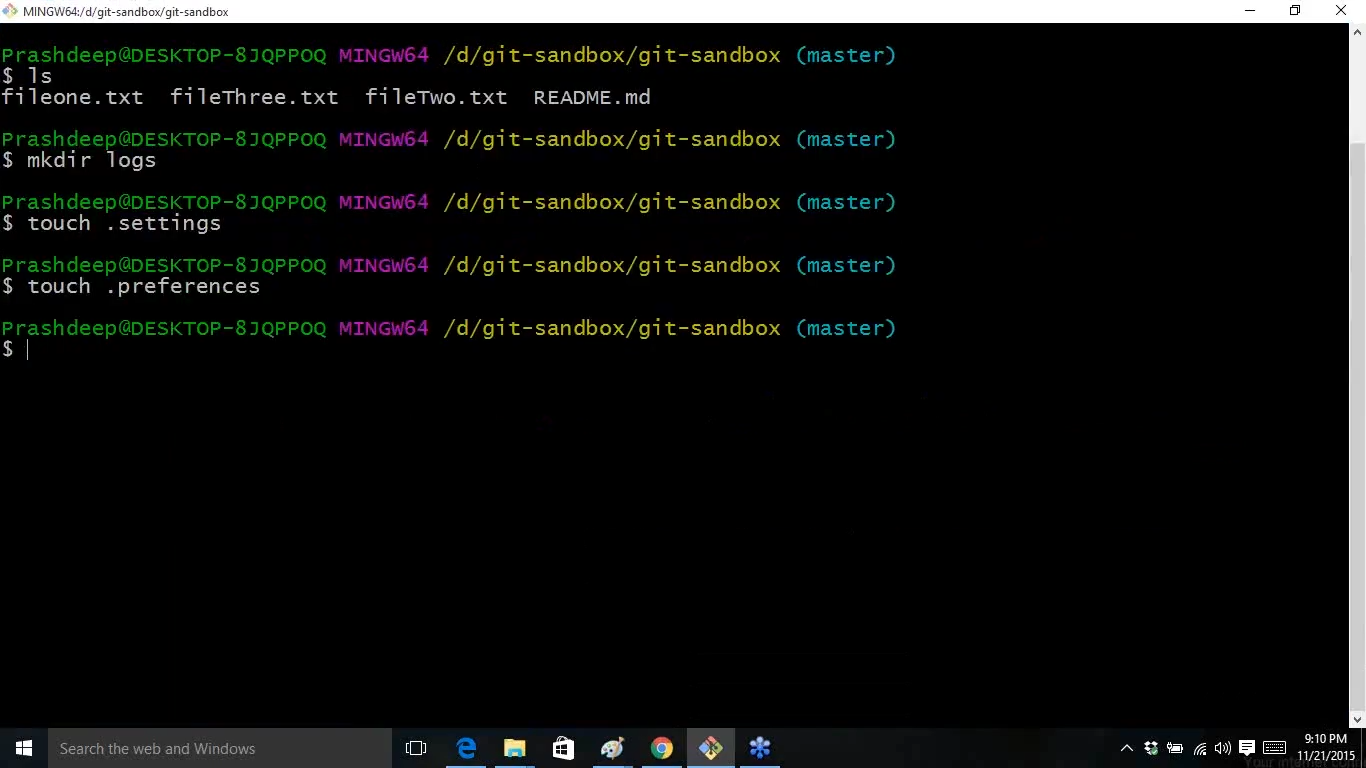 MINGW64:/d/git-sandbox/git-sandbox
Prashdeep@DESKTOP-8JQPPOQ MINGW64 /d/git-sandbox/git-sandbox (master)
$ ls
fileone.txt  fileThree.txt  fileTwo.txt  README.md
Prashdeep@DESKTOP-8JQPPOQ MINGW64 /d/git-sandbox/git-sandbox (master)
$ mkdir logs
Prashdeep@DESKTOP-8JQPPOQ MINGW64 /d/git-sandbox/git-sandbox (master)
$ touch .settings
Prashdeep@DESKTOP-8JQPPOQ MINGW64 /d/git-sandbox/git-sandbox (master)
$ touch .preferences
Prashdeep@DESKTOP-8JQPPOQ MINGW64 /d/git-sandbox/git-sandbox (master)
$
Search the web and Windows
9:10 PM
11/21/2015
Your internet conn